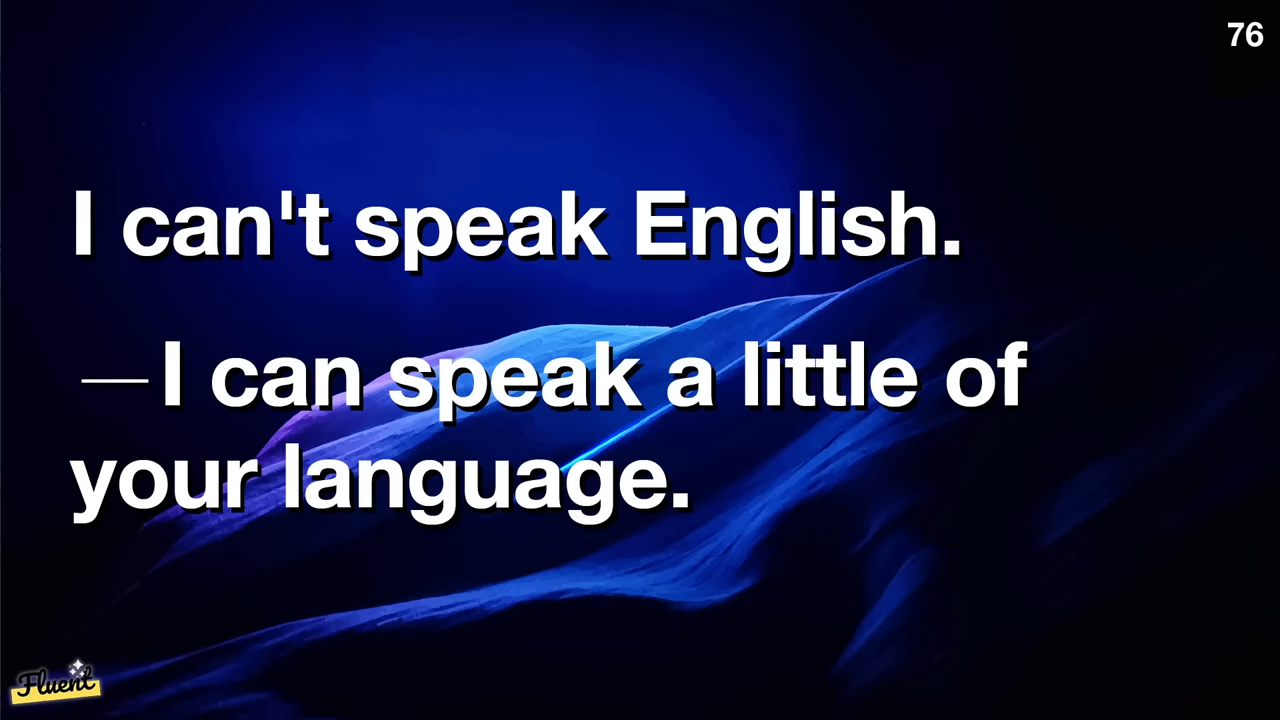 76
I can't speak English.
—I can speak a little of
your language.
Fluent